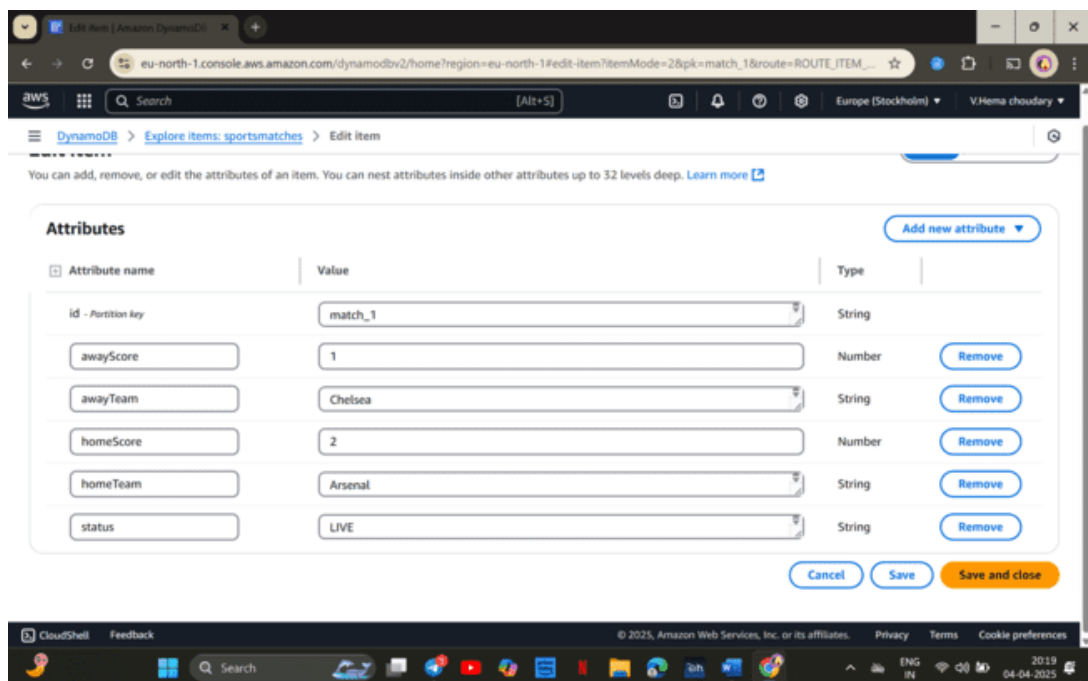 Edit item | Amazon DynamoDB
eu-north-1.console.aws.amazon.com/dynamodbv2/home?region=eu-north-1#edit-item?itemMode=2&pk=match_1&route=ROUTE_ITEM_...
aws Search [Alt+S] Europe (Stockholm) V.Hema choudary
DynamoDB > Explore items: sportsmatches > Edit item
Edit item
You can add, remove, or edit the attributes of an item. You can nest attributes inside other attributes up to 32 levels deep. Learn more
Attributes Add new attribute
Attribute name Value Type
id - Partition key match_1 String
awayScore 1 Number Remove
awayTeam Chelsea String Remove
homeScore 2 Number Remove
homeTeam Arsenal String Remove
status LIVE String Remove
Cancel Save Save and close
CloudShell Feedback © 2025, Amazon Web Services, Inc. or its affiliates. Privacy Terms Cookie preferences
Search ENG 20:19
IN 04-04-2025